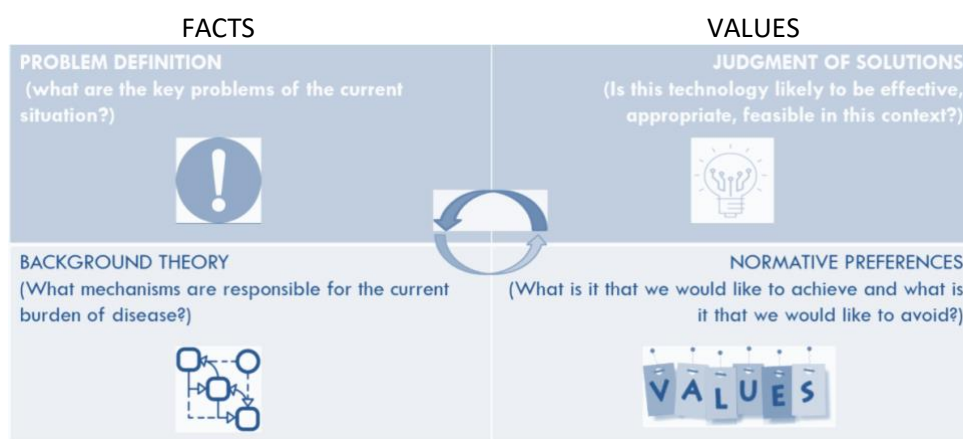 FACTS
VALUES
PROBLEM DEFINITION
(what are the key problems of the current
situation?)
JUDGMENT OF SOLUTIONS
(Is this technology likely to be effective,
appropriate, feasible in this context?)
BACKGROUND THEORY
(What mechanisms are responsible for the current
burden of disease?)
NORMATIVE PREFERENCES
(What is it that we would like to achieve and what is
it that we would like to avoid?)
VALUES